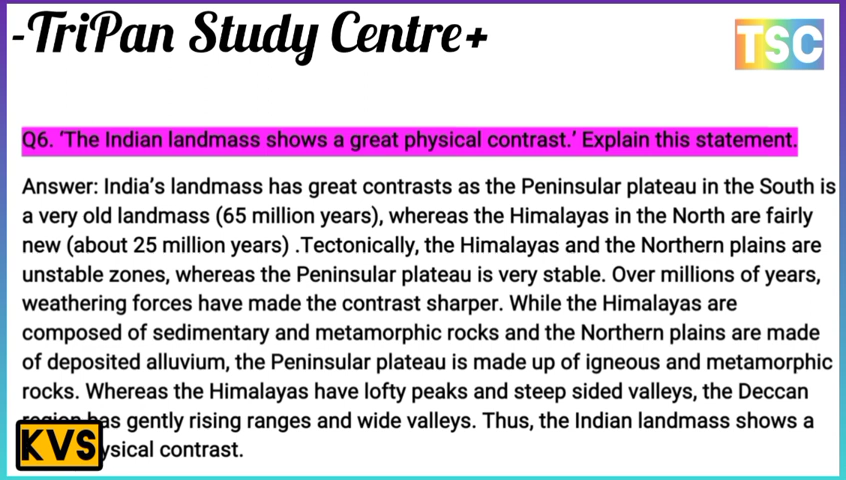 -TriPan Study Centre+
TSC
Q6. 'The Indian landmass shows a great physical contrast.' Explain this statement.
Answer: India's landmass has great contrasts as the Peninsular plateau in the South is
a very old landmass (65 million years), whereas the Himalayas in the North are fairly
new (about 25 million years) .Tectonically, the Himalayas and the Northern plains are
unstable zones, whereas the Peninsular plateau is very stable. Over millions of years,
weathering forces have made the contrast sharper. While the Himalayas are
composed of sedimentary and metamorphic rocks and the Northern plains are made
of deposited alluvium, the Peninsular plateau is made up of igneous and metamorphic
rocks. Whereas the Himalayas have lofty peaks and steep sided valleys, the Deccan
region has gently rising ranges and wide valleys. Thus, the Indian landmass shows a
ysical contrast.
KVS